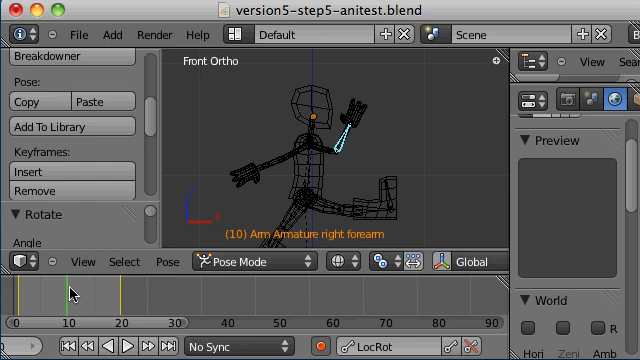 version5-step5-anitest.blend
File Add Render Help Default Scene
Breakdowner
Front Ortho
View Sear
Pose:
Copy Paste
Add To Library
Preview
Keyframes:
Insert
Remove
Rotate
Angle
x
(10) Arm Armature right forearm
View Select Pose Pose Mode Global
World
0 10 20 30 40 50 60 70 80 90
R
0 No Sync LocRot
Hori Zeni Amb